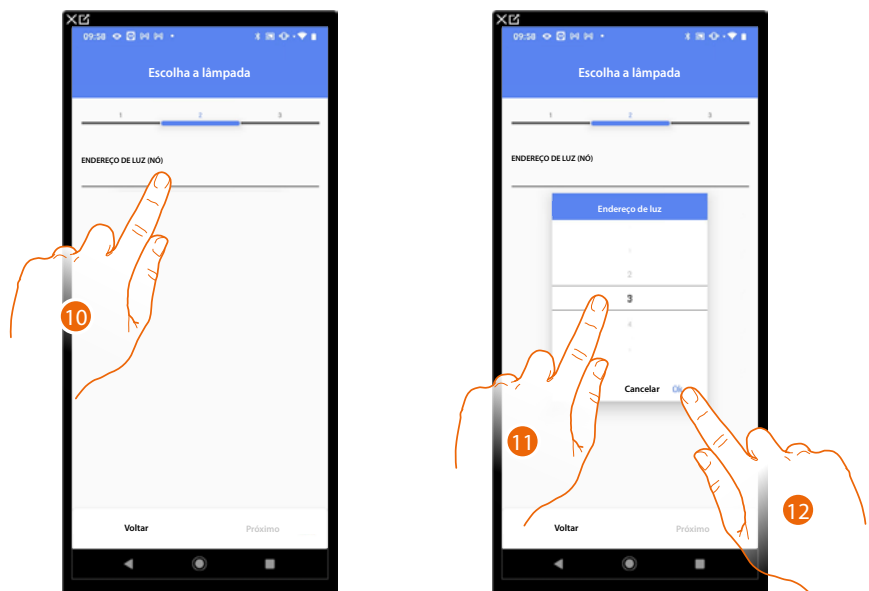 09:58
Escolha a lâmpada
1 2 3
ENDEREÇO DE LUZ (NÓ)
10
Voltar Próximo
09:58
Escolha a lâmpada
1 2 3
ENDEREÇO DE LUZ (NÓ)
Endereço de luz
1
2
3
4
Cancelar Ok
11
12
Voltar Próximo